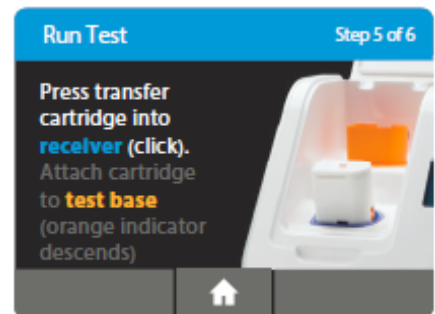 Run Test
Step 5 of 6
Press transfer
cartridge into
receiver (click).
Attach cartridge
to test base
(orange indicator
descends)